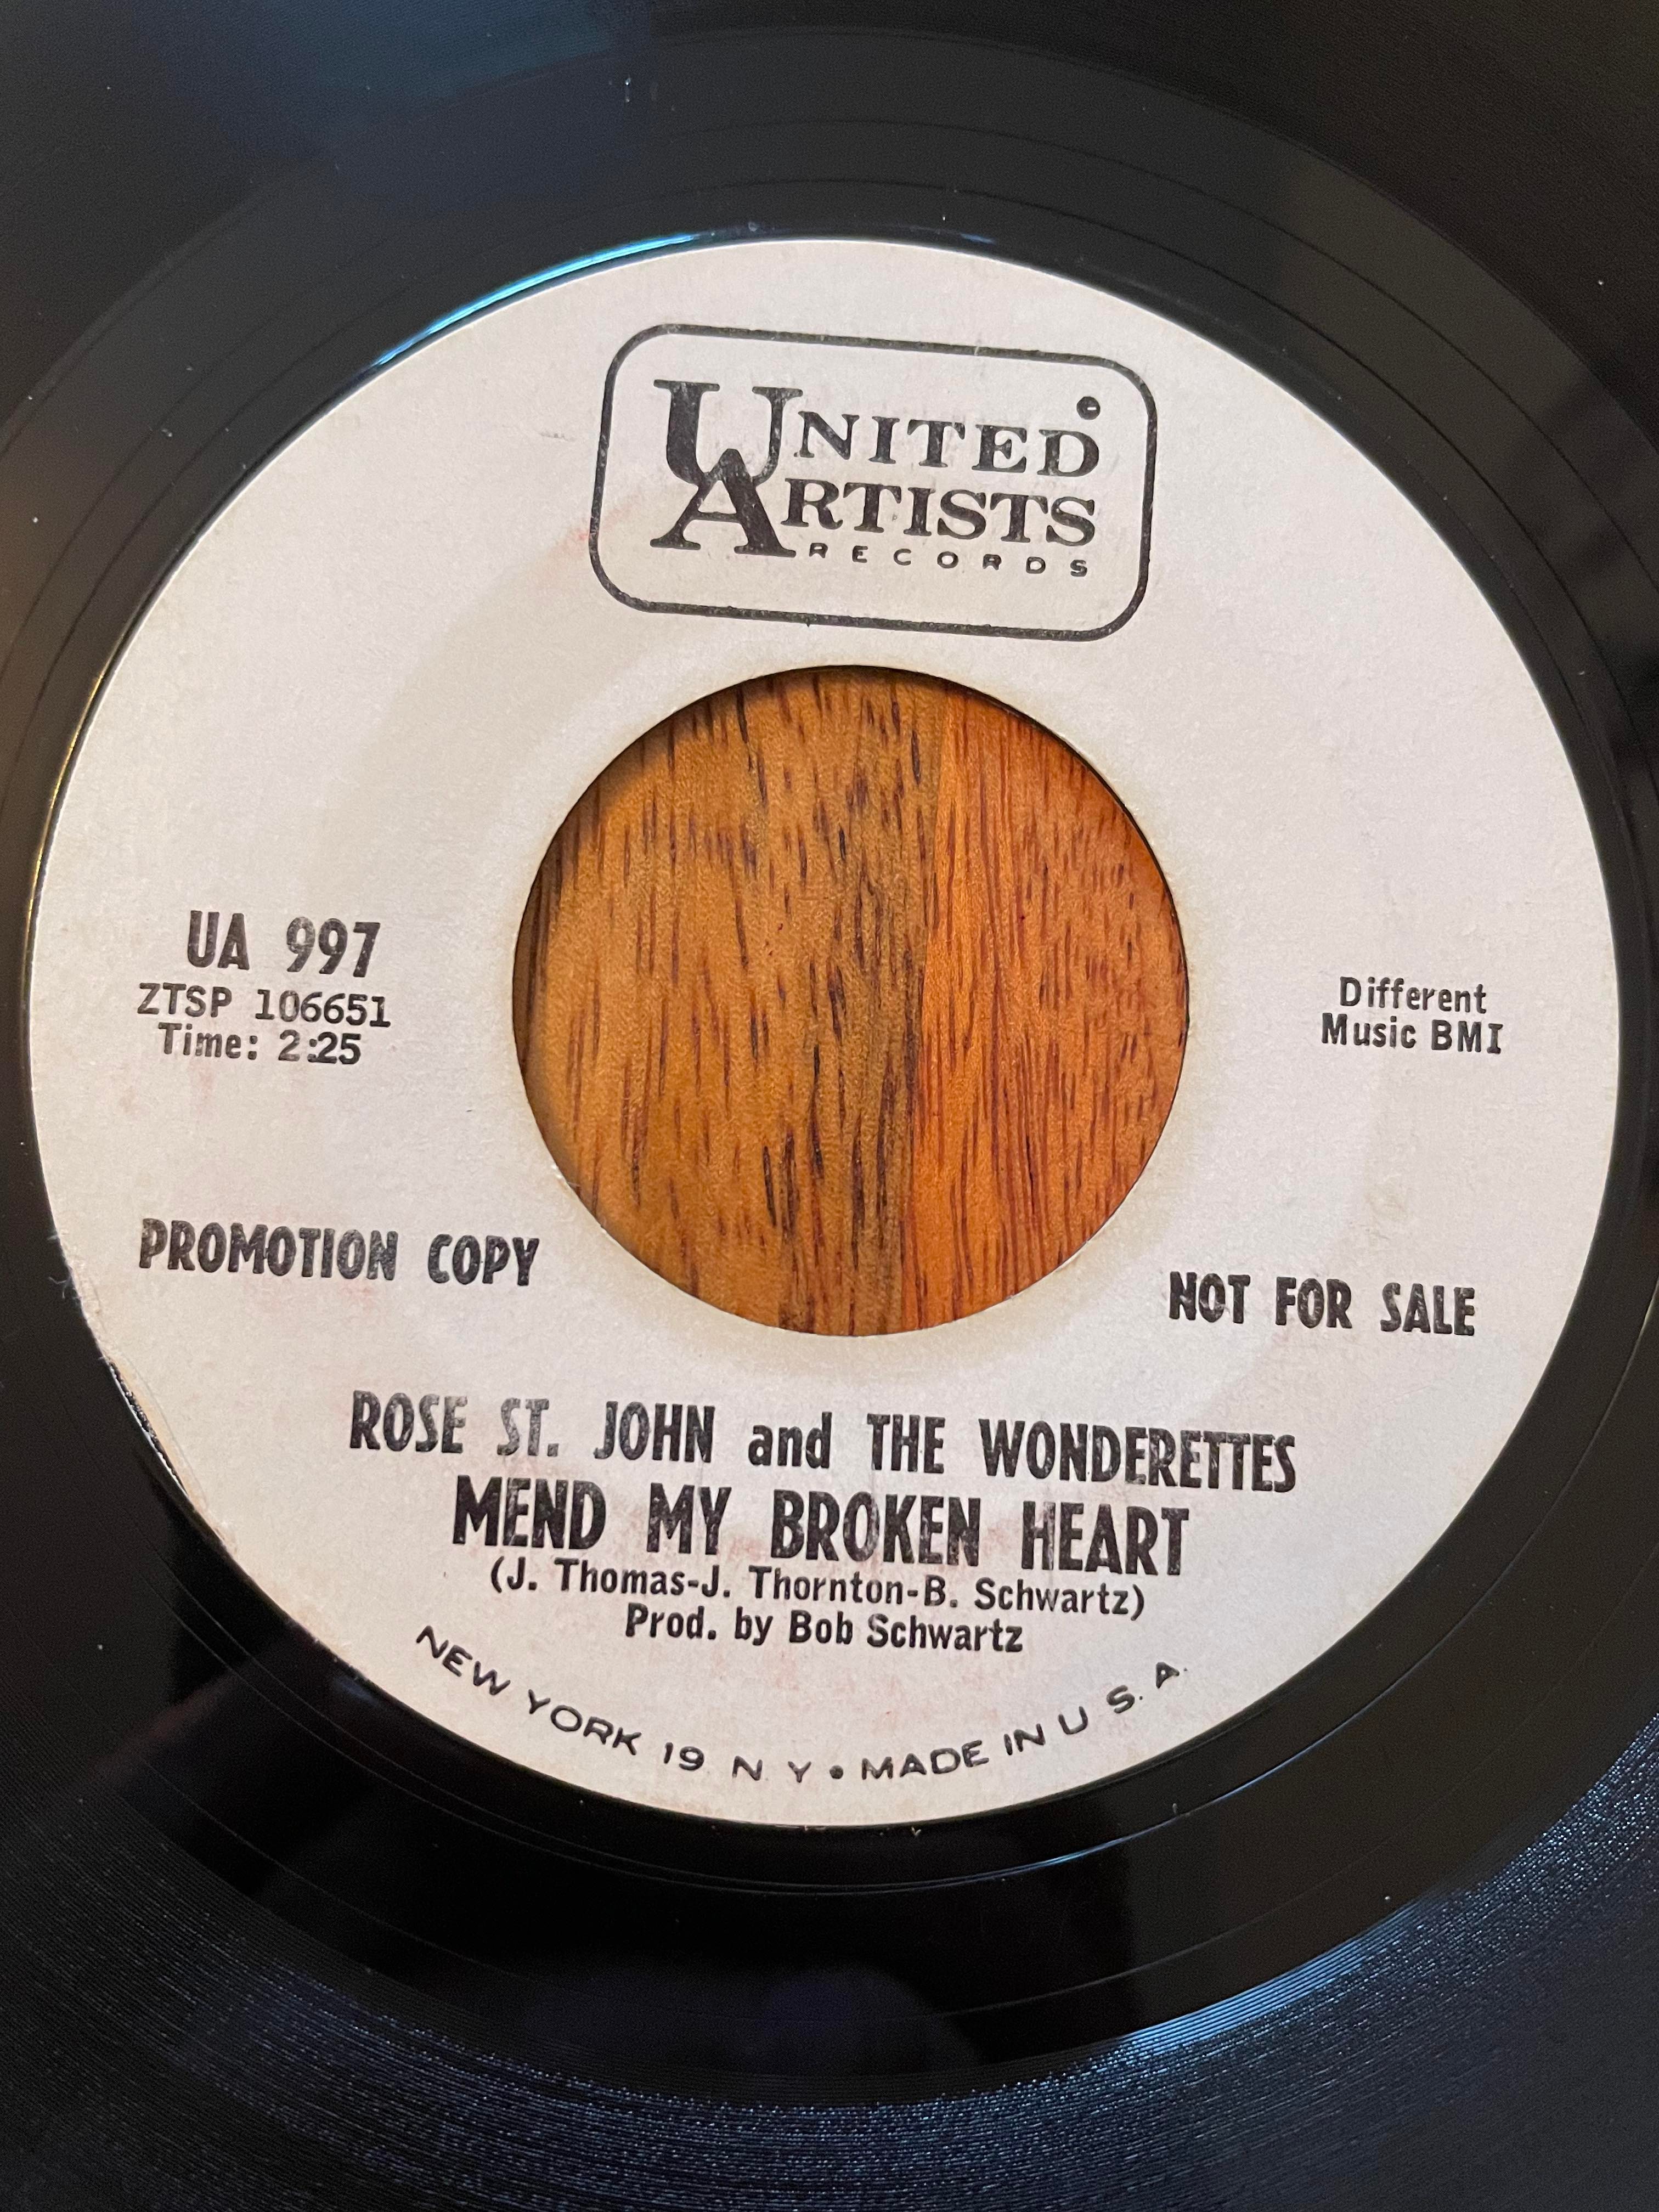 UNITED
ARTISTS
RECORDS
UA 997
ZTSP 106651
Time: 2:25
Different
Music BMI
PROMOTION COPY
NOT FOR SALE
ROSE ST. JOHN and THE WONDERETTES
MEND MY BROKEN HEART
(J. Thomas-J. Thornton-B. Schwartz)
Prod. by Bob Schwartz
NEW YORK 19 N Y • MADE IN U S. A.